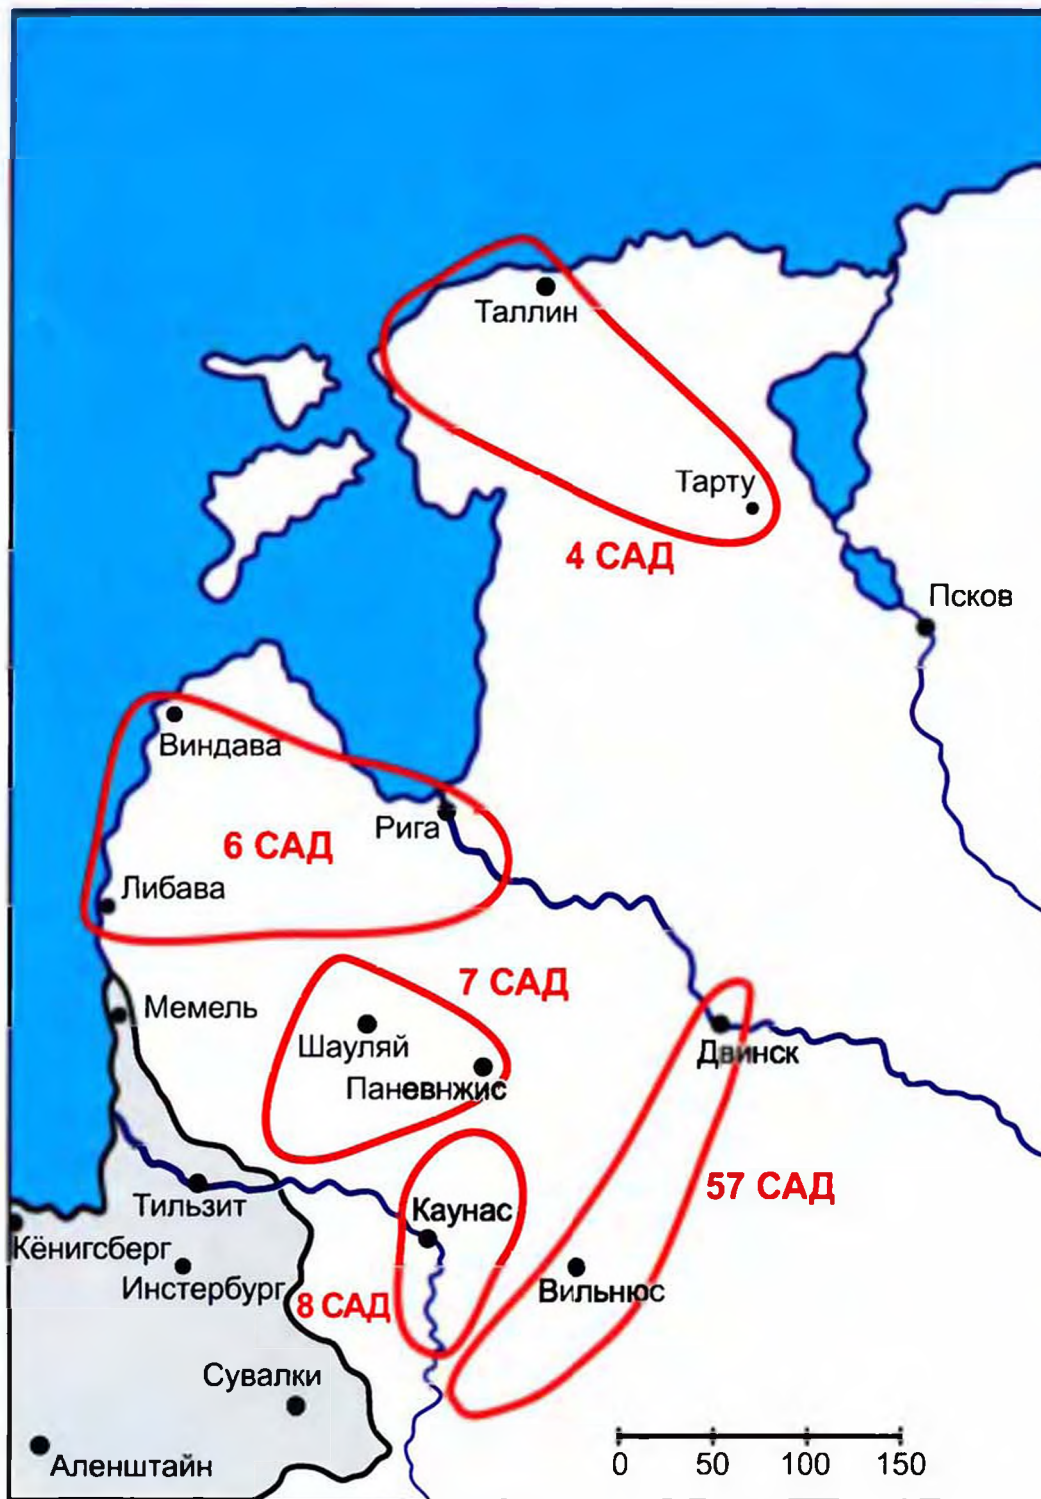 Таллин
Тарту
4 САД
Псков
Виндава
Рига
6 САД
Либава
7 САД
Мемель
Шауляй
Двинск
Паневнжис
57 САД
Тильзит
Каунас
Кёнигсберг
Инстербург
Вильнюс
8 САД
Сувалки
Аленштайн
0 50 100 150